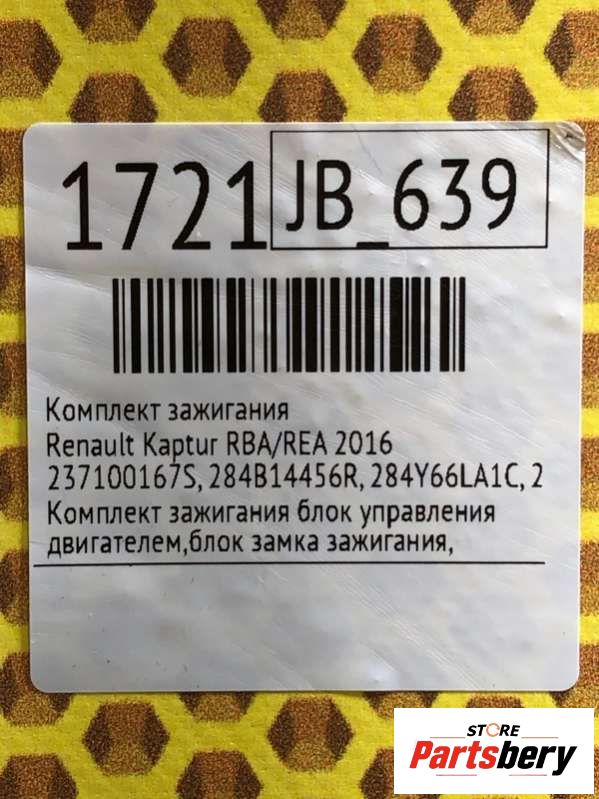 1721 JB_639
Комплект зажигания
Renault Kaptur RBA/REA 2016
237100167S, 284B14456R, 284Y66LA1C, 2
Комплект зажигания блок управления
двигателем,блок замка зажигания,
STORE
Partsbery